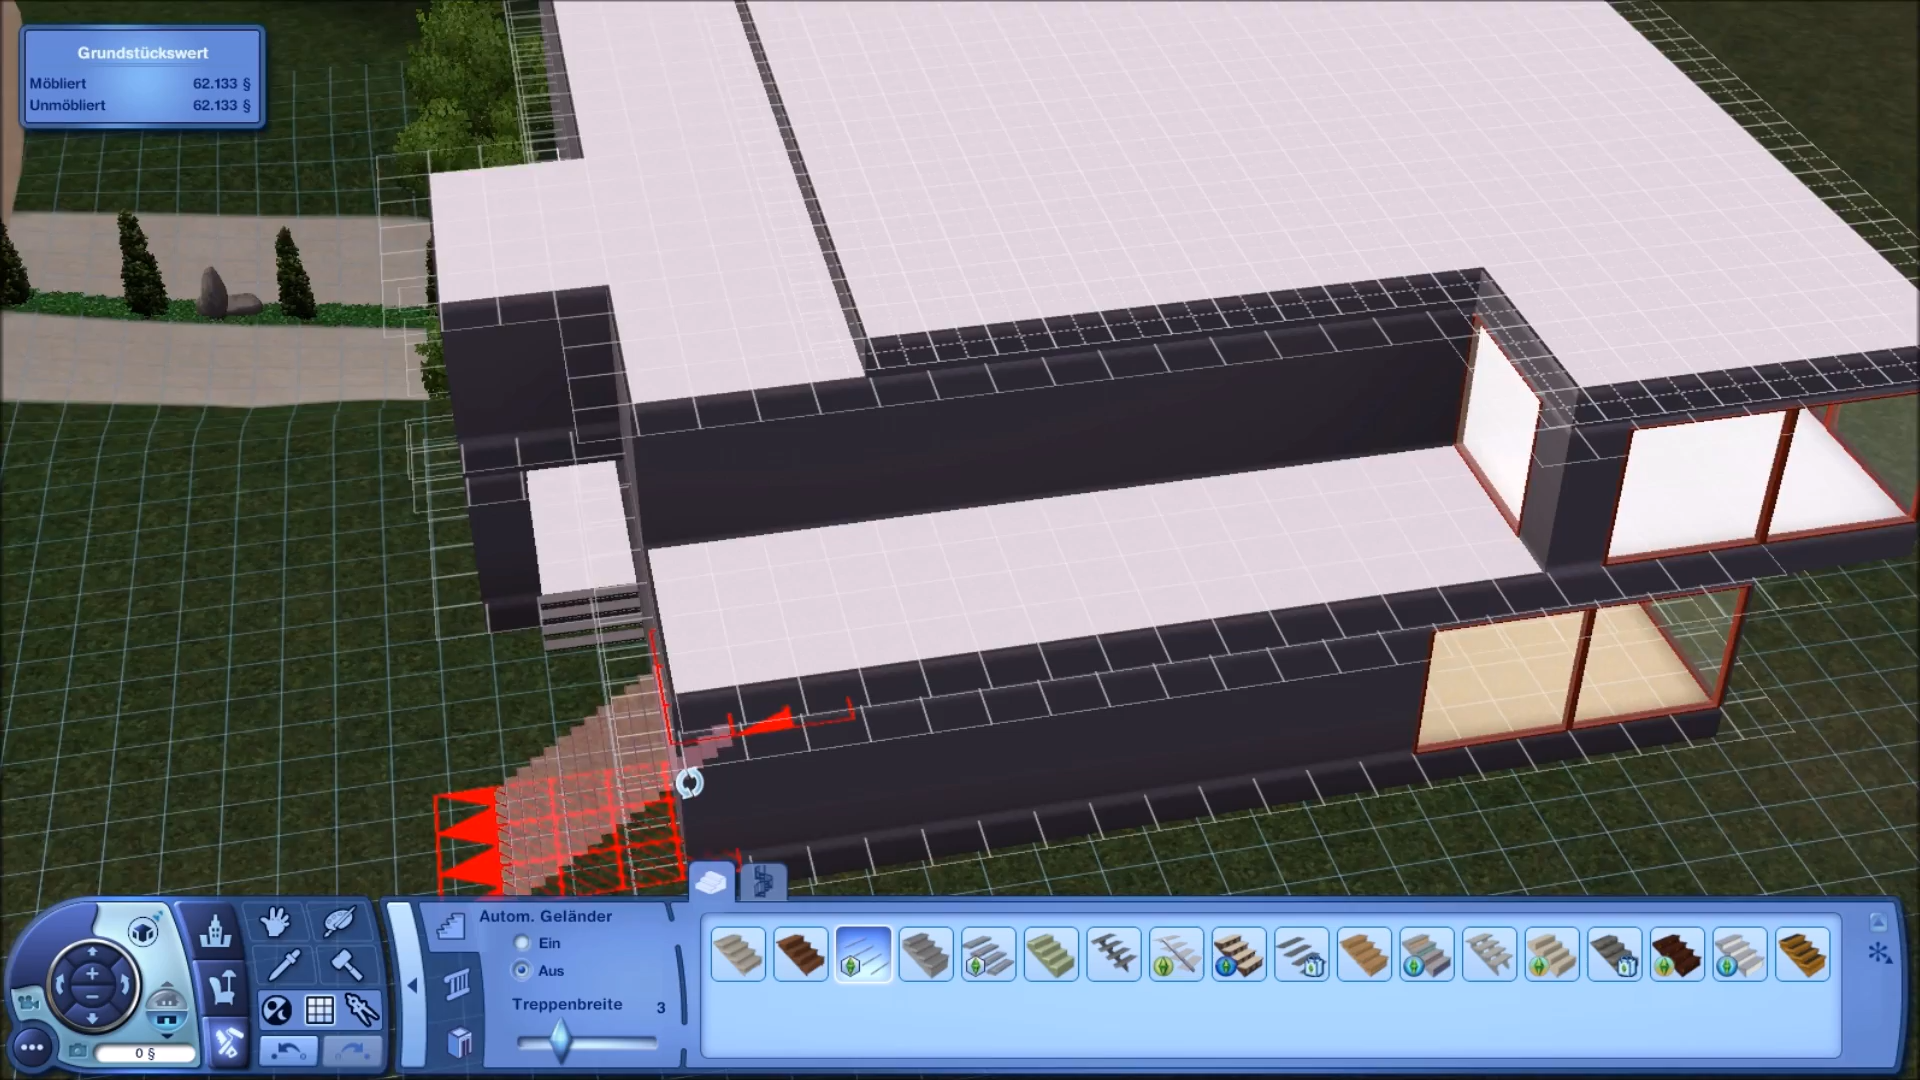 Grundstückswert
Möbliert 62.133 §
Unmöbliert 62.133 §
Autom. Geländer
Ein
Aus
Treppenbreite 3
0 §